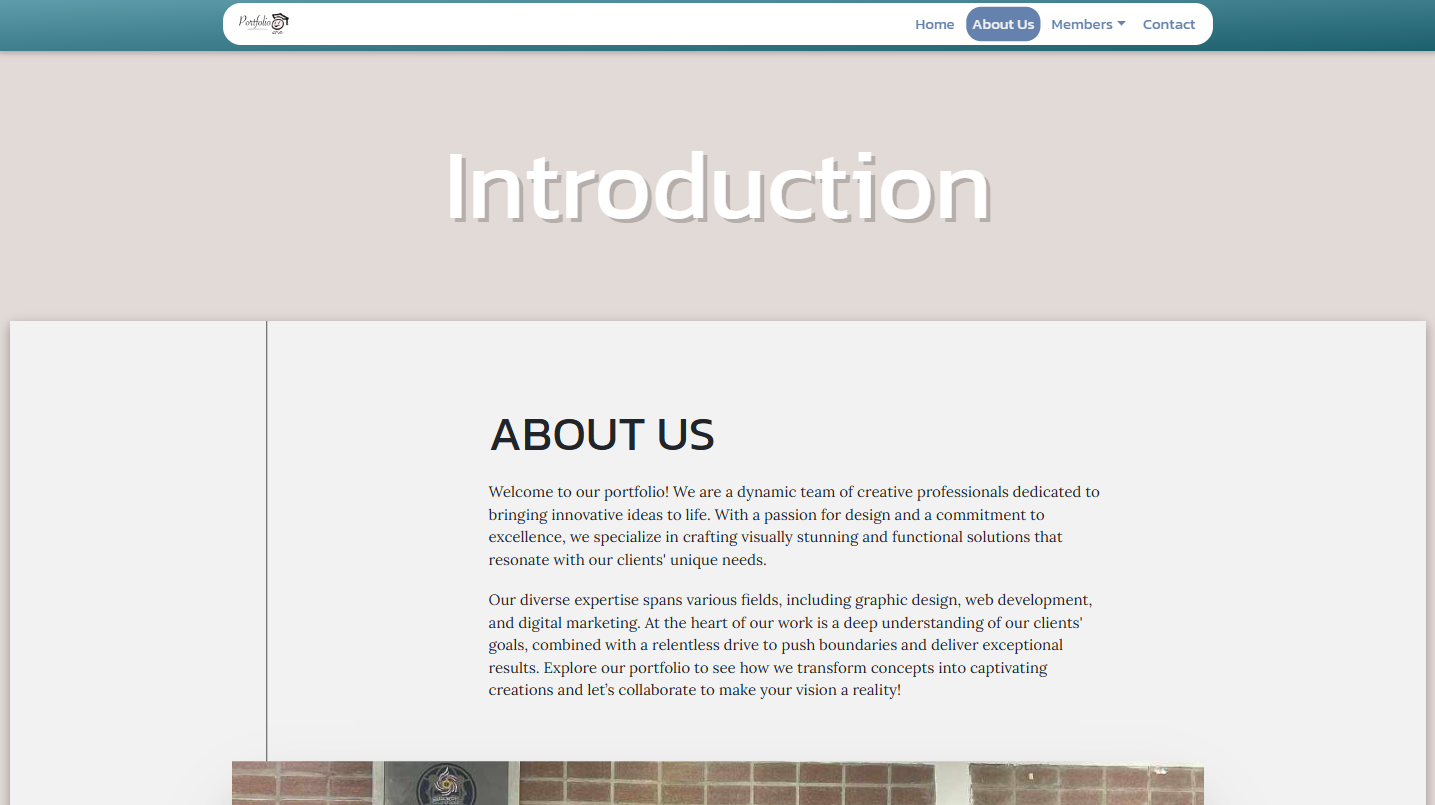 Portfolio
Home
About Us
Members
Contact
Introduction
ABOUT US
Welcome to our portfolio! We are a dynamic team of creative professionals dedicated to
bringing innovative ideas to life. With a passion for design and a commitment to
excellence, we specialize in crafting visually stunning and functional solutions that
resonate with our clients' unique needs.
Our diverse expertise spans various fields, including graphic design, web development,
and digital marketing. At the heart of our work is a deep understanding of our clients'
goals, combined with a relentless drive to push boundaries and deliver exceptional
results. Explore our portfolio to see how we transform concepts into captivating
creations and let’s collaborate to make your vision a reality!